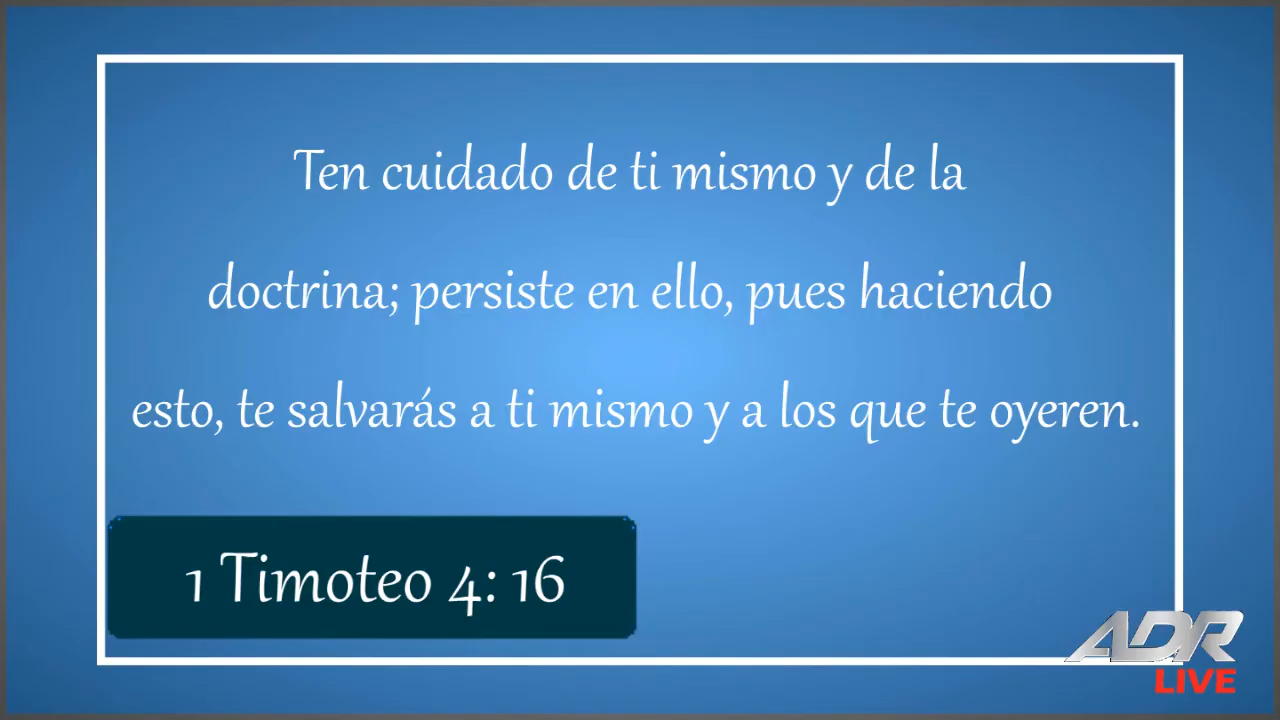 Ten cuidado de ti mismo y de la
doctrina; persiste en ello, pues haciendo
esto, te salvarás a ti mismo y a los que te oyeren.
1 Timoteo 4: 16
ADR
LIVE